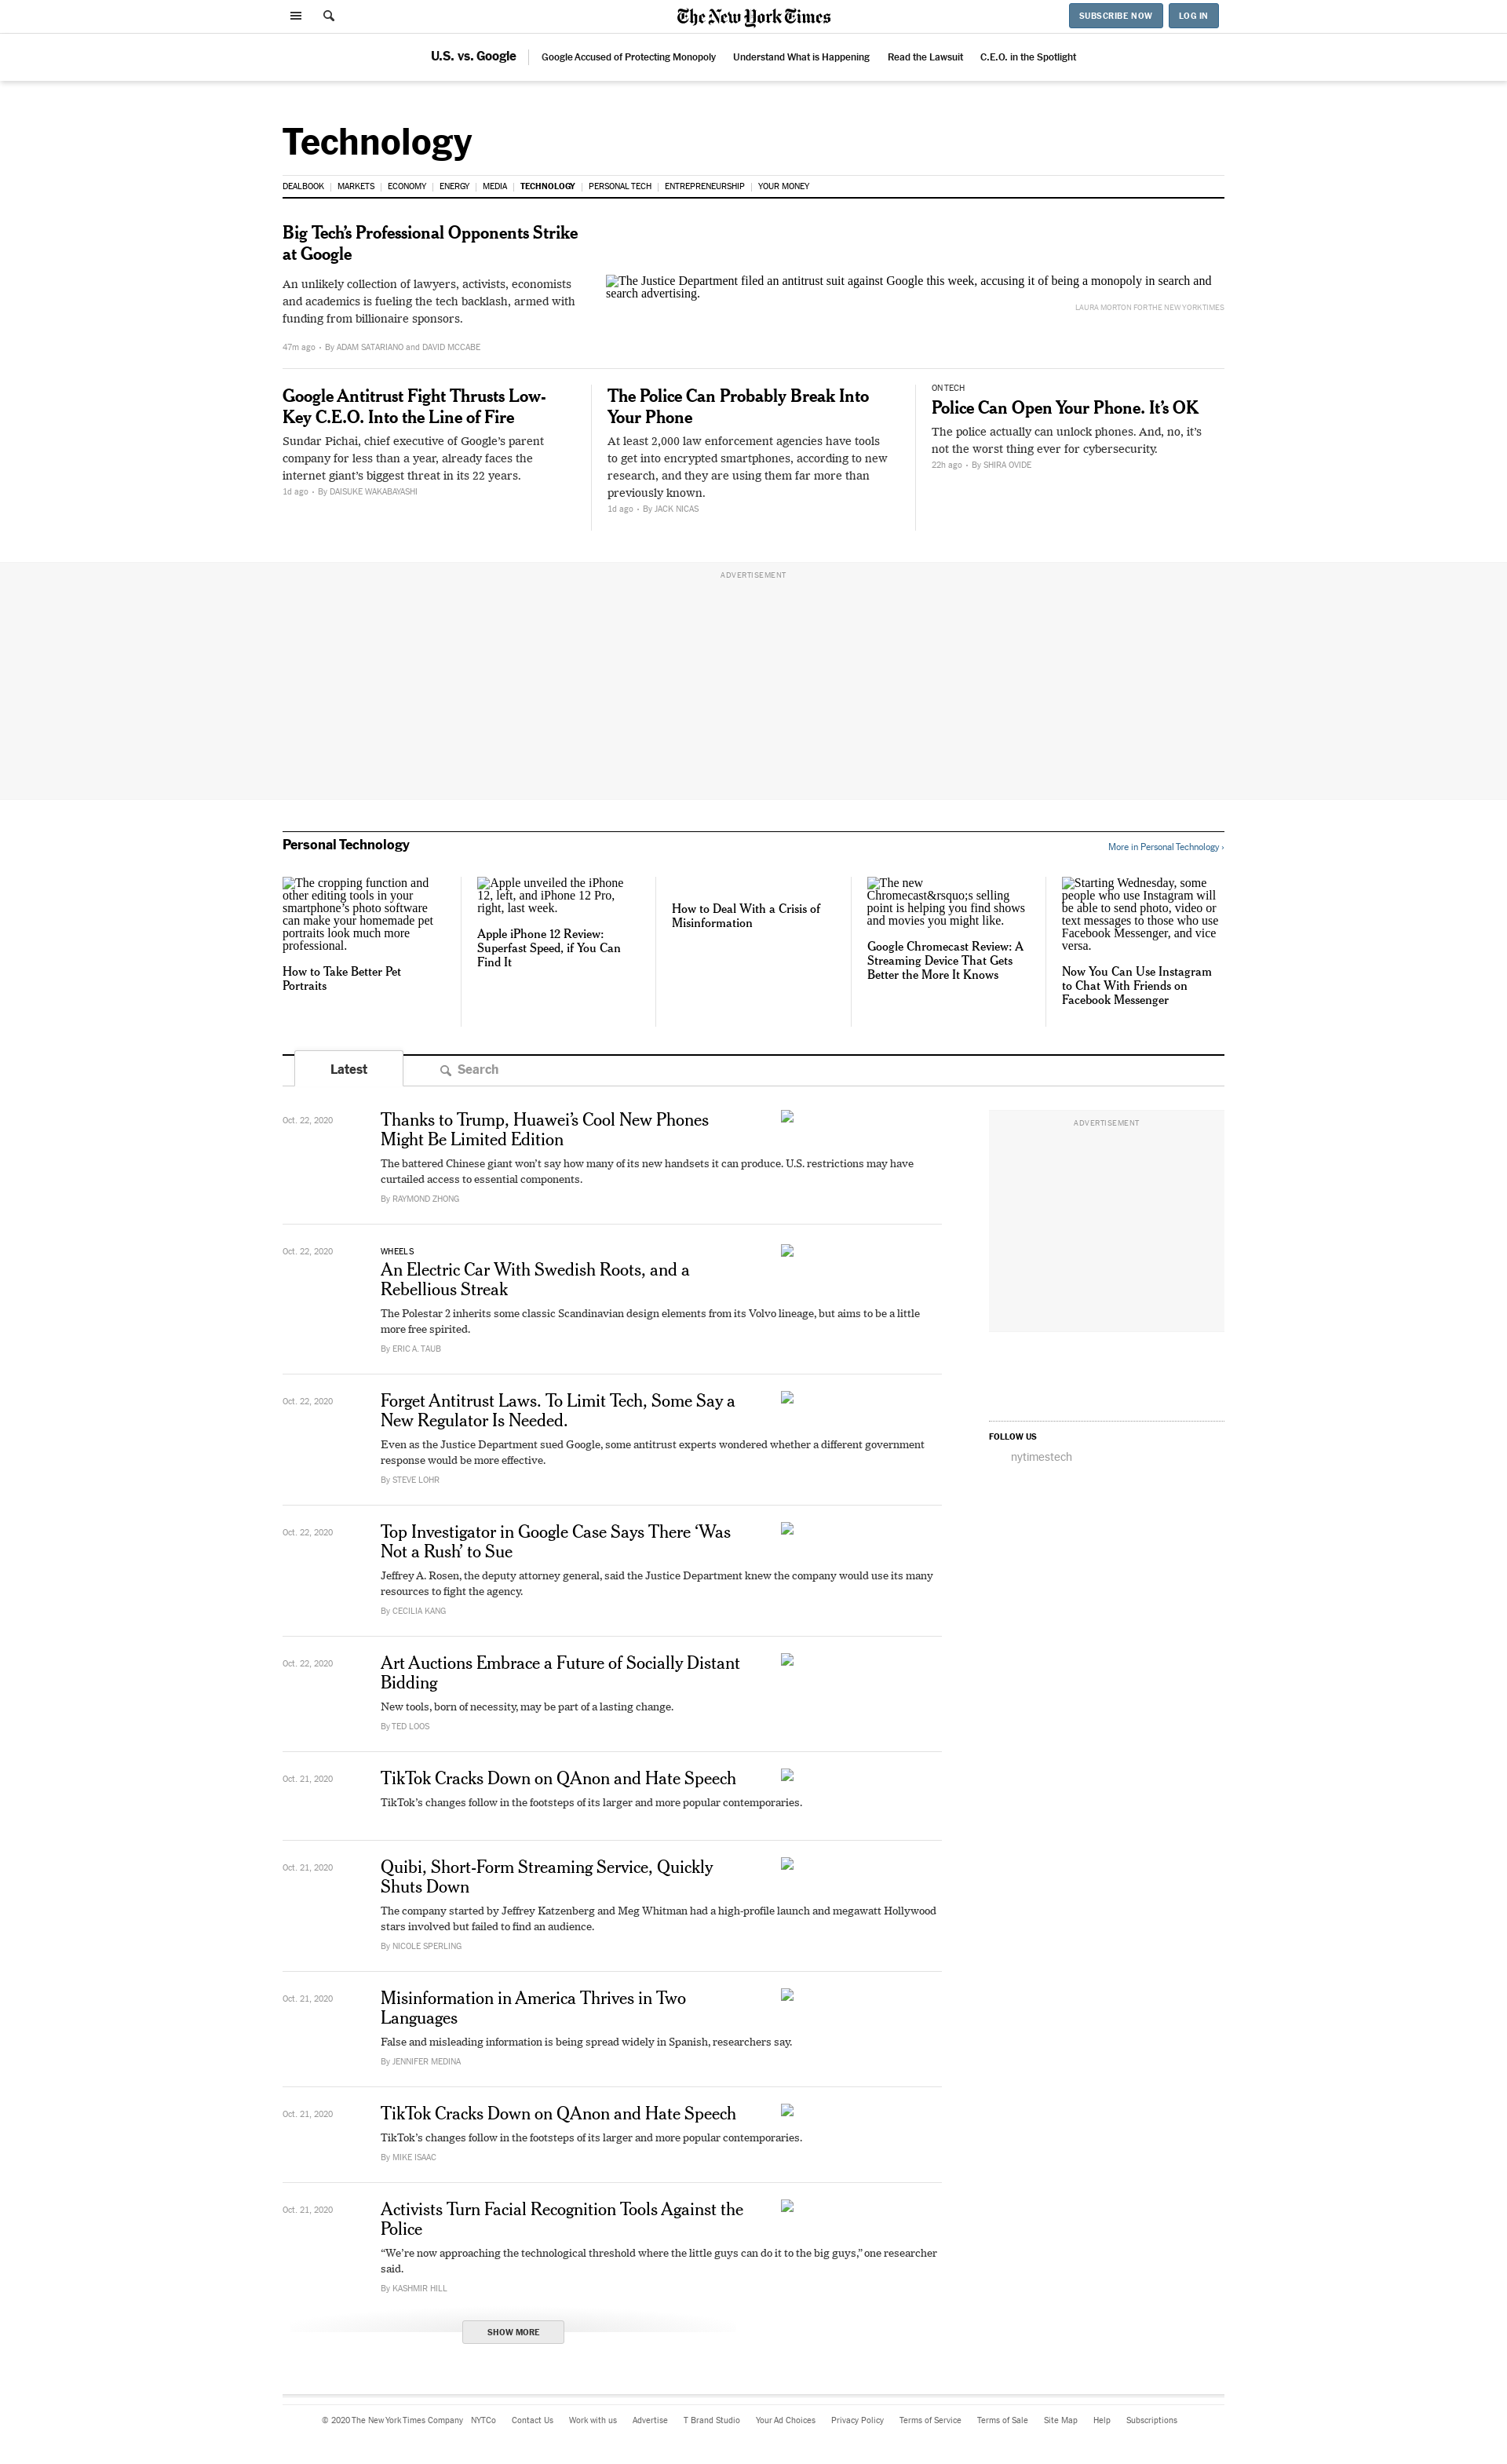 The New York Times
SUBSCRIBE NOW
LOG IN
U.S. vs. Google
Google Accused of Protecting Monopoly
Understand What is Happening
Read the Lawsuit
C.E.O. in the Spotlight
Technology
DEALBOOK
MARKETS
ECONOMY
ENERGY
MEDIA
TECHNOLOGY
PERSONAL TECH
ENTREPRENEURSHIP
YOUR MONEY
Big Tech’s Professional Opponents Strike
at Google
An unlikely collection of lawyers, activists, economists
and academics is fueling the tech backlash, armed with
funding from billionaire sponsors.
47m ago • By ADAM SATARIANO and DAVID MCCABE
The Justice Department filed an antitrust suit against Google this week, accusing it of being a monopoly in search and
search advertising.
LAURA MORTON FOR THE NEW YORK TIMES
Google Antitrust Fight Thrusts Low-
Key C.E.O. Into the Line of Fire
Sundar Pichai, chief executive of Google’s parent
company for less than a year, already faces the
internet giant’s biggest threat in its 22 years.
1d ago • By DAISUKE WAKABAYASHI
The Police Can Probably Break Into
Your Phone
At least 2,000 law enforcement agencies have tools
to get into encrypted smartphones, according to new
research, and they are using them far more than
previously known.
1d ago • By JACK NICAS
ON TECH
Police Can Open Your Phone. It’s OK
The police actually can unlock phones. And, no, it’s
not the worst thing ever for cybersecurity.
22h ago • By SHIRA OVIDE
ADVERTISEMENT
Personal Technology
More in Personal Technology ›
The cropping function and
other editing tools in your
smartphone’s photo software
can make your homemade pet
portraits look much more
professional.
How to Take Better Pet
Portraits
Apple unveiled the iPhone
12, left, and iPhone 12 Pro,
right, last week.
Apple iPhone 12 Review:
Superfast Speed, if You Can
Find It
How to Deal With a Crisis of
Misinformation
The new
Chromecast&rsquo;s selling
point is helping you find shows
and movies you might like.
Google Chromecast Review: A
Streaming Device That Gets
Better the More It Knows
Starting Wednesday, some
people who use Instagram will
be able to send photo, video or
text messages to those who use
Facebook Messenger, and vice
versa.
Now You Can Use Instagram
to Chat With Friends on
Facebook Messenger
Latest
Search
Oct. 22, 2020
Thanks to Trump, Huawei’s Cool New Phones
Might Be Limited Edition
The battered Chinese giant won’t say how many of its new handsets it can produce. U.S. restrictions may have
curtailed access to essential components.
By RAYMOND ZHONG
ADVERTISEMENT
Oct. 22, 2020
WHEELS
An Electric Car With Swedish Roots, and a
Rebellious Streak
The Polestar 2 inherits some classic Scandinavian design elements from its Volvo lineage, but aims to be a little
more free spirited.
By ERIC A. TAUB
Oct. 22, 2020
Forget Antitrust Laws. To Limit Tech, Some Say a
New Regulator Is Needed.
Even as the Justice Department sued Google, some antitrust experts wondered whether a different government
response would be more effective.
By STEVE LOHR
FOLLOW US
nytimestech
Oct. 22, 2020
Top Investigator in Google Case Says There ‘Was
Not a Rush’ to Sue
Jeffrey A. Rosen, the deputy attorney general, said the Justice Department knew the company would use its many
resources to fight the agency.
By CECILIA KANG
Oct. 22, 2020
Art Auctions Embrace a Future of Socially Distant
Bidding
New tools, born of necessity, may be part of a lasting change.
By TED LOOS
Oct. 21, 2020
TikTok Cracks Down on QAnon and Hate Speech
TikTok’s changes follow in the footsteps of its larger and more popular contemporaries.
Oct. 21, 2020
Quibi, Short-Form Streaming Service, Quickly
Shuts Down
The company started by Jeffrey Katzenberg and Meg Whitman had a high-profile launch and megawatt Hollywood
stars involved but failed to find an audience.
By NICOLE SPERLING
Oct. 21, 2020
Misinformation in America Thrives in Two
Languages
False and misleading information is being spread widely in Spanish, researchers say.
By JENNIFER MEDINA
Oct. 21, 2020
TikTok Cracks Down on QAnon and Hate Speech
TikTok’s changes follow in the footsteps of its larger and more popular contemporaries.
By MIKE ISAAC
Oct. 21, 2020
Activists Turn Facial Recognition Tools Against the
Police
“We’re now approaching the technological threshold where the little guys can do it to the big guys,” one researcher
said.
By KASHMIR HILL
SHOW MORE
© 2020 The New York Times Company
NYTCo
Contact Us
Work with us
Advertise
T Brand Studio
Your Ad Choices
Privacy Policy
Terms of Service
Terms of Sale
Site Map
Help
Subscriptions